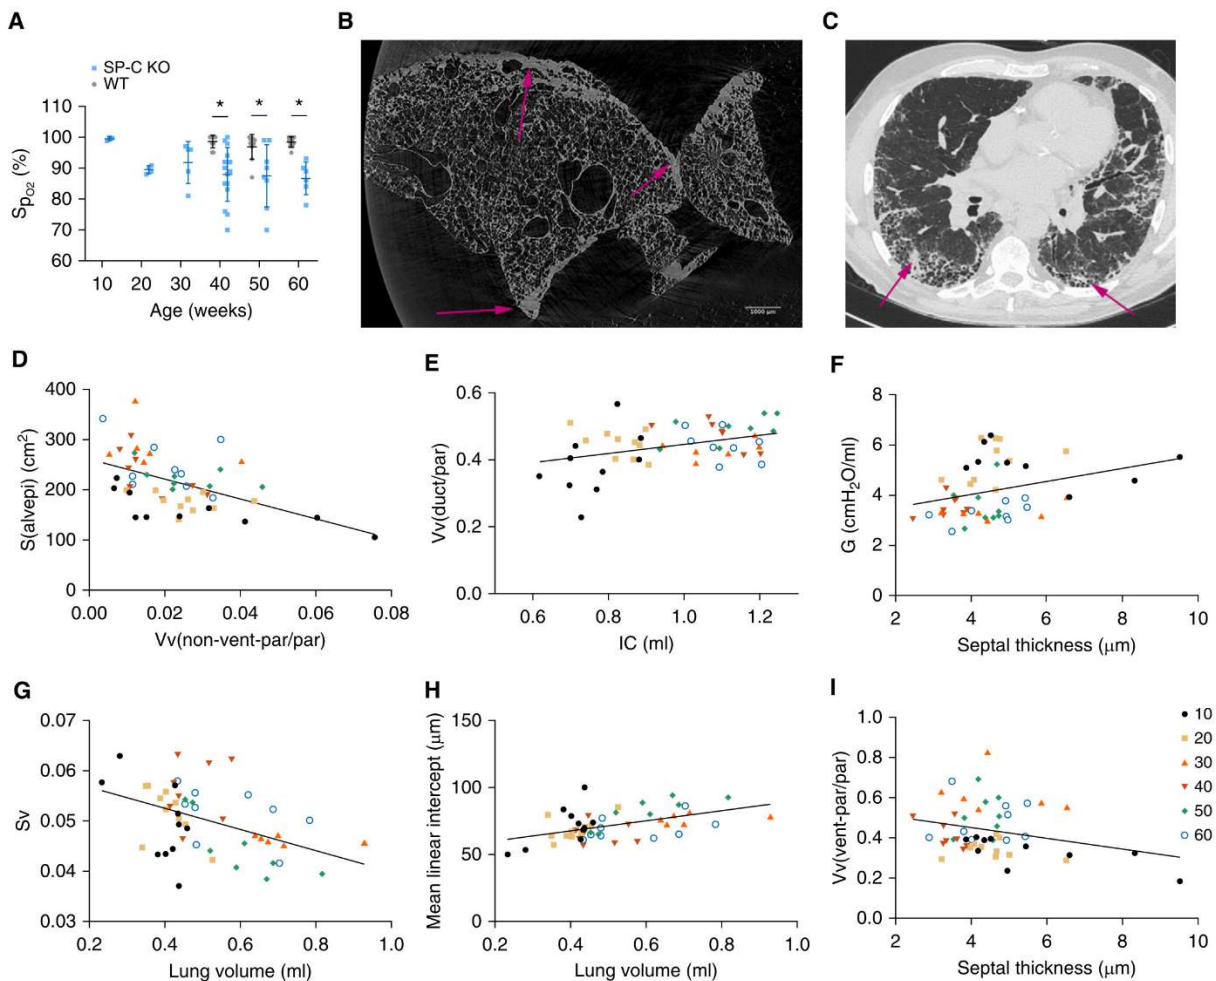 A
SP-C KO
WT
* * *
SpO2 (%)
110
100
90
80
70
60
10 20 30 40 50 60
Age (weeks)
B
1000 µm
C
D
S(alvepi) (cm²)
400
300
200
100
0
0.00 0.02 0.04 0.06 0.08
Vv(non-vent-par/par)
E
Vv(duct/par)
0.6
0.4
0.2
0.0
0.6 0.8 1.0 1.2
IC (ml)
F
G (cmH2O/ml)
8
6
4
2
0
2 4 6 8 10
Septal thickness (µm)
G
Sv
0.07
0.06
0.05
0.04
0.03
0.2 0.4 0.6 0.8 1.0
Lung volume (ml)
H
Mean linear intercept (µm)
150
100
50
0
0.2 0.4 0.6 0.8 1.0
Lung volume (ml)
I
Vv(vent-par/par)
1.0
0.8
0.6
0.4
0.2
0.0
2 4 6 8 10
Septal thickness (µm)
10
20
30
40
50
60